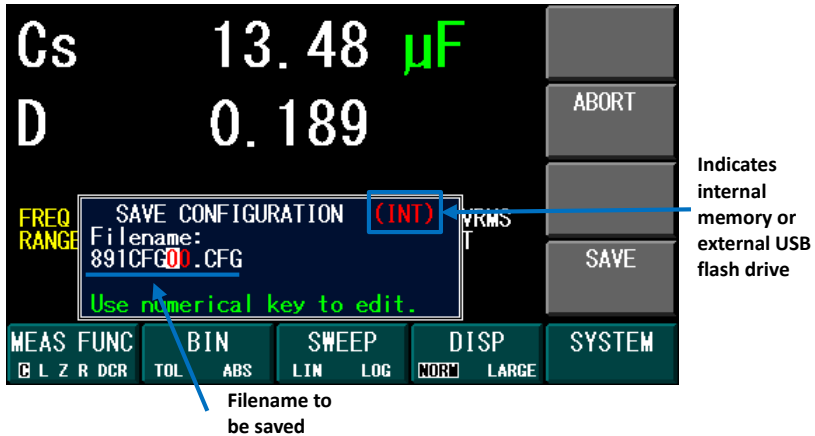 Cs 13.48 µF
D 0.189
ABORT
FREQ
RANGE
VRMS
T
SAVE CONFIGURATION (INT)
Filename:
891CFG00.CFG
Use numerical key to edit.
SAVE
MEAS FUNC
C L Z R DCR
BIN
TOL ABS
SWEEP
LIN LOG
DISP
NORM LARGE
SYSTEM
Indicates
internal
memory or
external USB
flash drive
Filename to
be saved